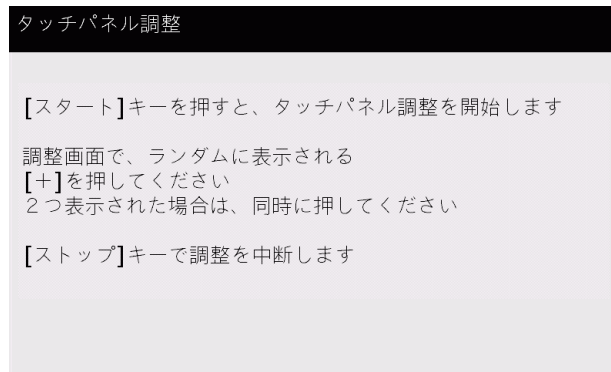 タッチパネル調整
[スタート]キーを押すと、タッチパネル調整を開始します
調整画面で、ランダムに表示される
[＋]を押してください
２つ表示された場合は、同時に押してください
[ストップ]キーで調整を中断します